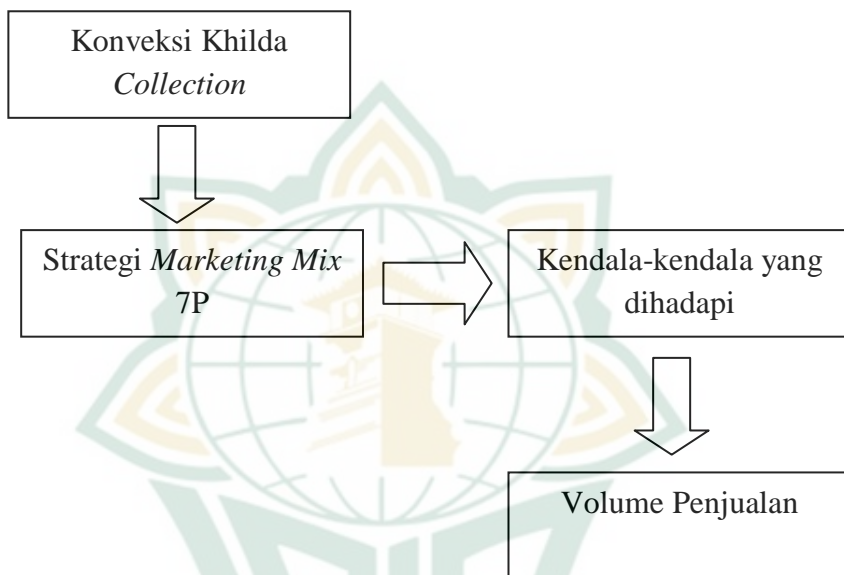 Konveksi Khilda
Collection
Strategi Marketing Mix
7P
Kendala-kendala yang
dihadapi
Volume Penjualan